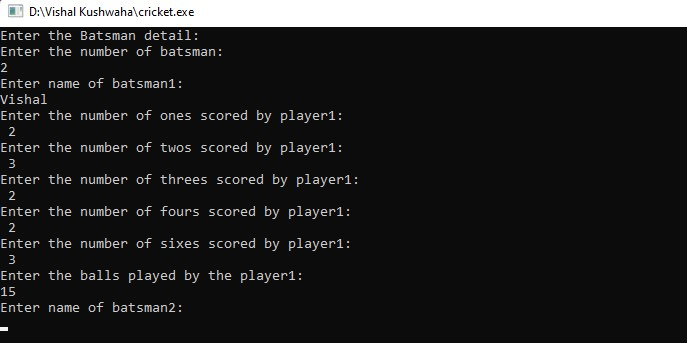 D:\Vishal Kushwaha\cricket.exe
Enter the Batsman detail:
Enter the number of batsman:
2
Enter name of batsman1:
Vishal
Enter the number of ones scored by player1:
2
Enter the number of twos scored by player1:
3
Enter the number of threes scored by player1:
2
Enter the number of fours scored by player1:
2
Enter the number of sixes scored by player1:
3
Enter the balls played by the player1:
15
Enter name of batsman2: